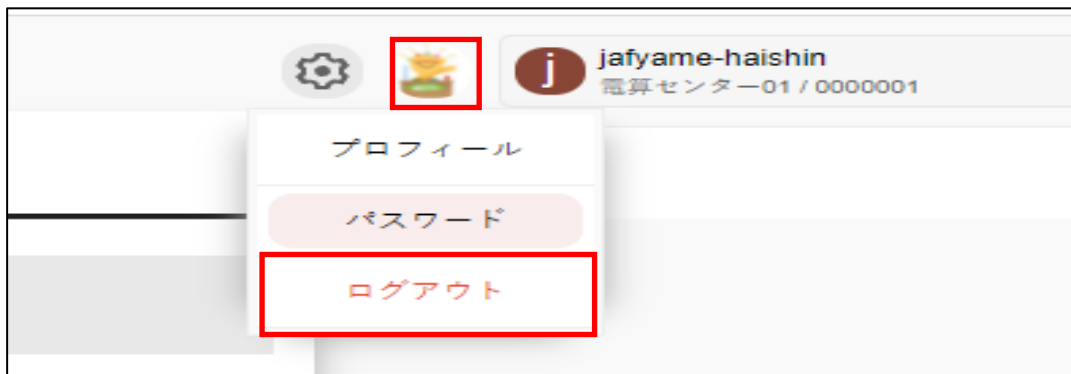 j
jafyame-haishin
電算センター01 / 0000001
プロフィール
パスワード
ログアウト